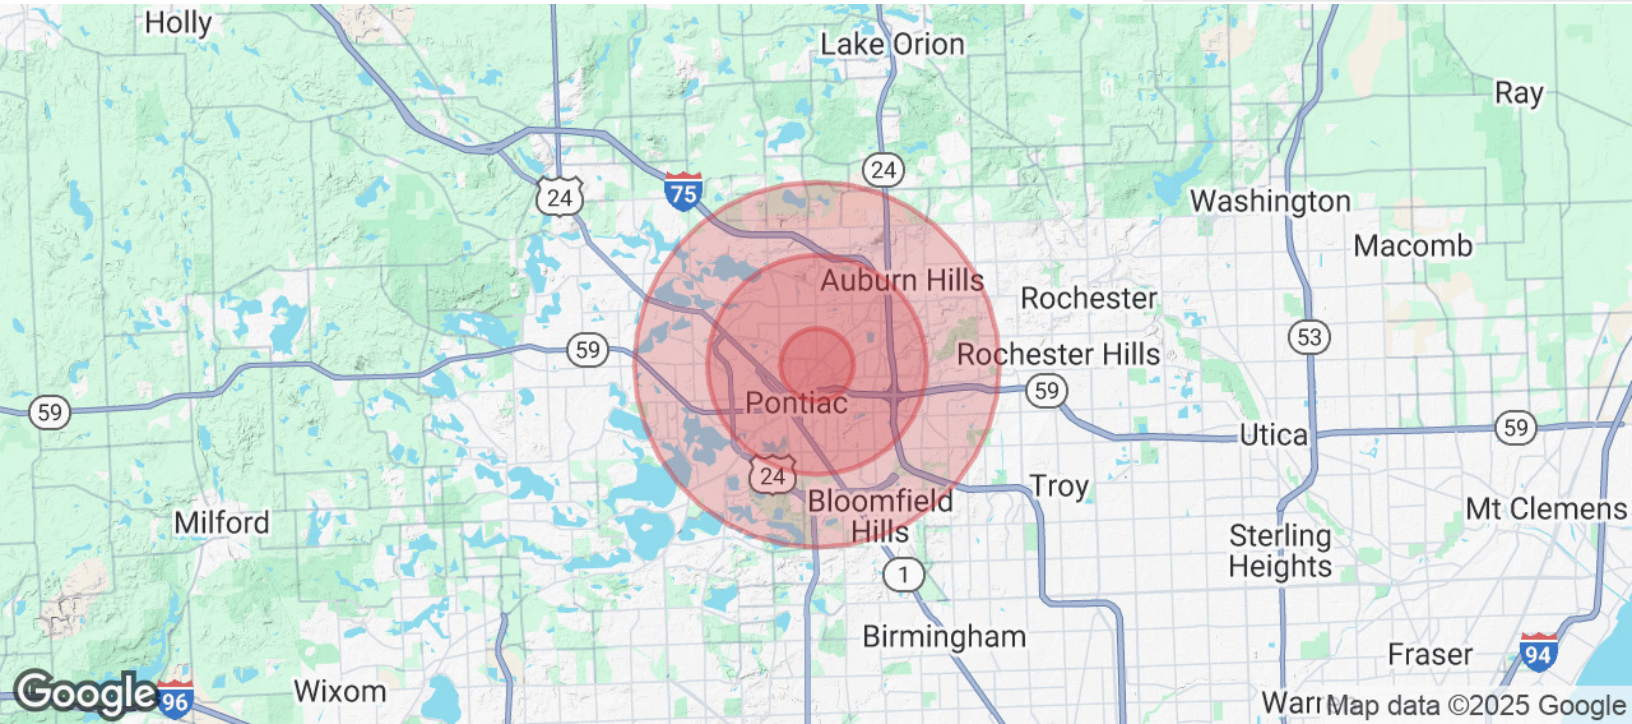 Holly
Lake Orion
Ray
24
75
24
Washington
Macomb
Auburn Hills
Rochester
53
59
Rochester Hills
59
59
Pontiac
59
Utica
24
Troy
Bloomfield
Hills
Mt Clemens
Milford
Sterling
Heights
1
Birmingham
Fraser
94
Wixom
Google
96
Map data ©2025 Google